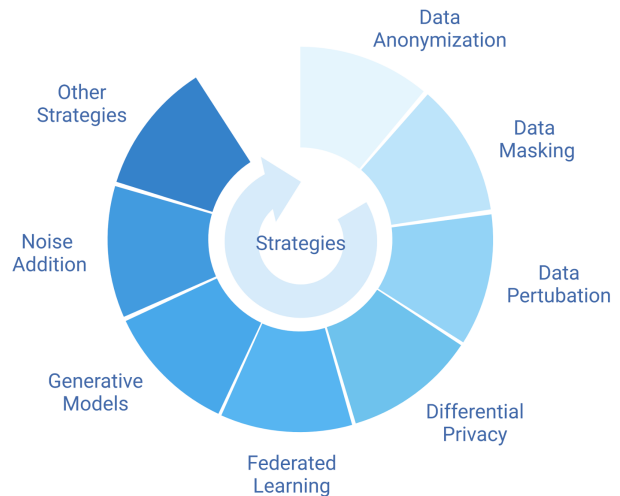 Data
Anonymization
Data
Masking
Data
Pertubation
Differential
Privacy
Federated
Learning
Generative
Models
Noise
Addition
Other
Strategies
Strategies